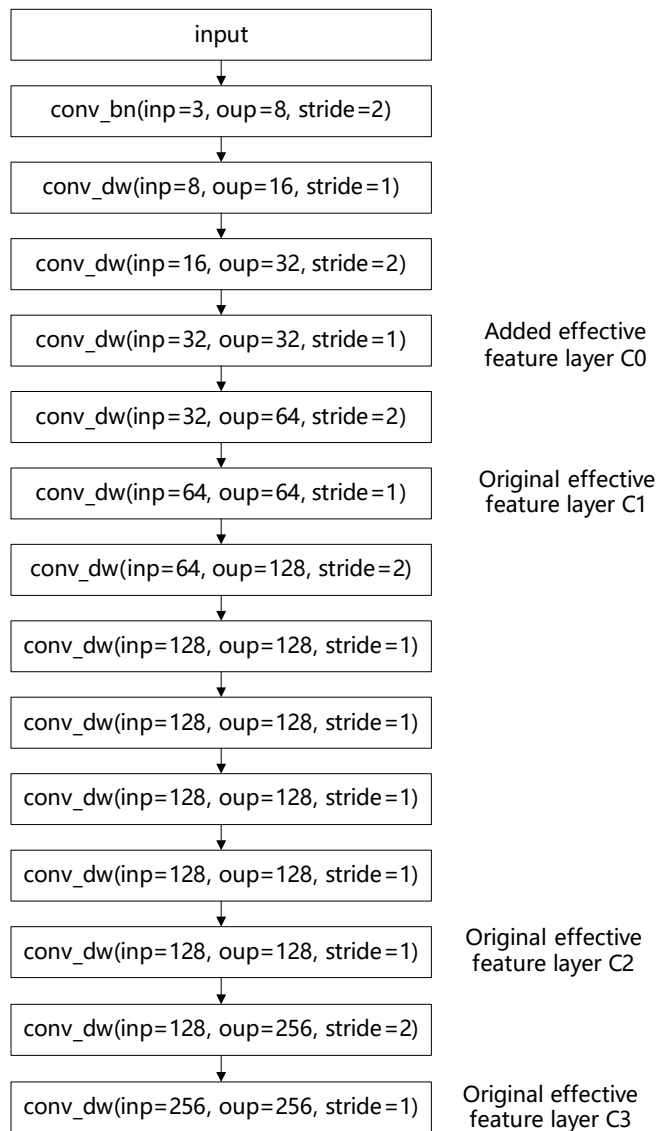 input
conv_bn(inp=3, oup=8, stride=2)
conv_dw(inp=8, oup=16, stride=1)
conv_dw(inp=16, oup=32, stride=2)
conv_dw(inp=32, oup=32, stride=1)
Added effective
feature layer C0
conv_dw(inp=32, oup=64, stride=2)
conv_dw(inp=64, oup=64, stride=1)
Original effective
feature layer C1
conv_dw(inp=64, oup=128, stride=2)
conv_dw(inp=128, oup=128, stride=1)
conv_dw(inp=128, oup=128, stride=1)
conv_dw(inp=128, oup=128, stride=1)
conv_dw(inp=128, oup=128, stride=1)
conv_dw(inp=128, oup=128, stride=1)
Original effective
feature layer C2
conv_dw(inp=128, oup=256, stride=2)
conv_dw(inp=256, oup=256, stride=1)
Original effective
feature layer C3